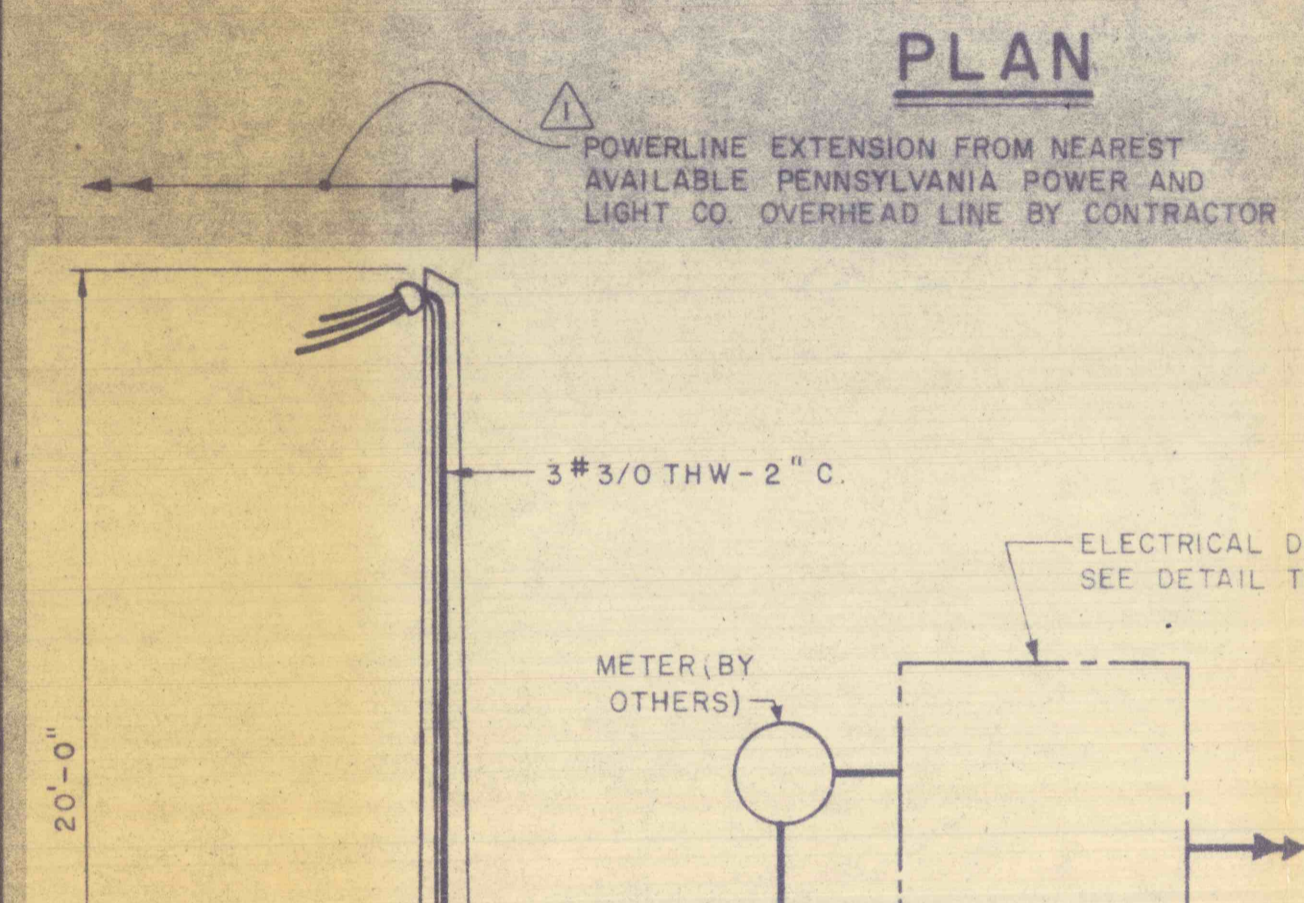 PLAN
1
POWERLINE EXTENSION FROM NEAREST
AVAILABLE PENNSYLVANIA POWER AND
LIGHT CO. OVERHEAD LINE BY CONTRACTOR
3 # 3/0 THW - 2" C.
ELECTRICAL D
SEE DETAIL T
METER (BY
OTHERS)
20'-0"